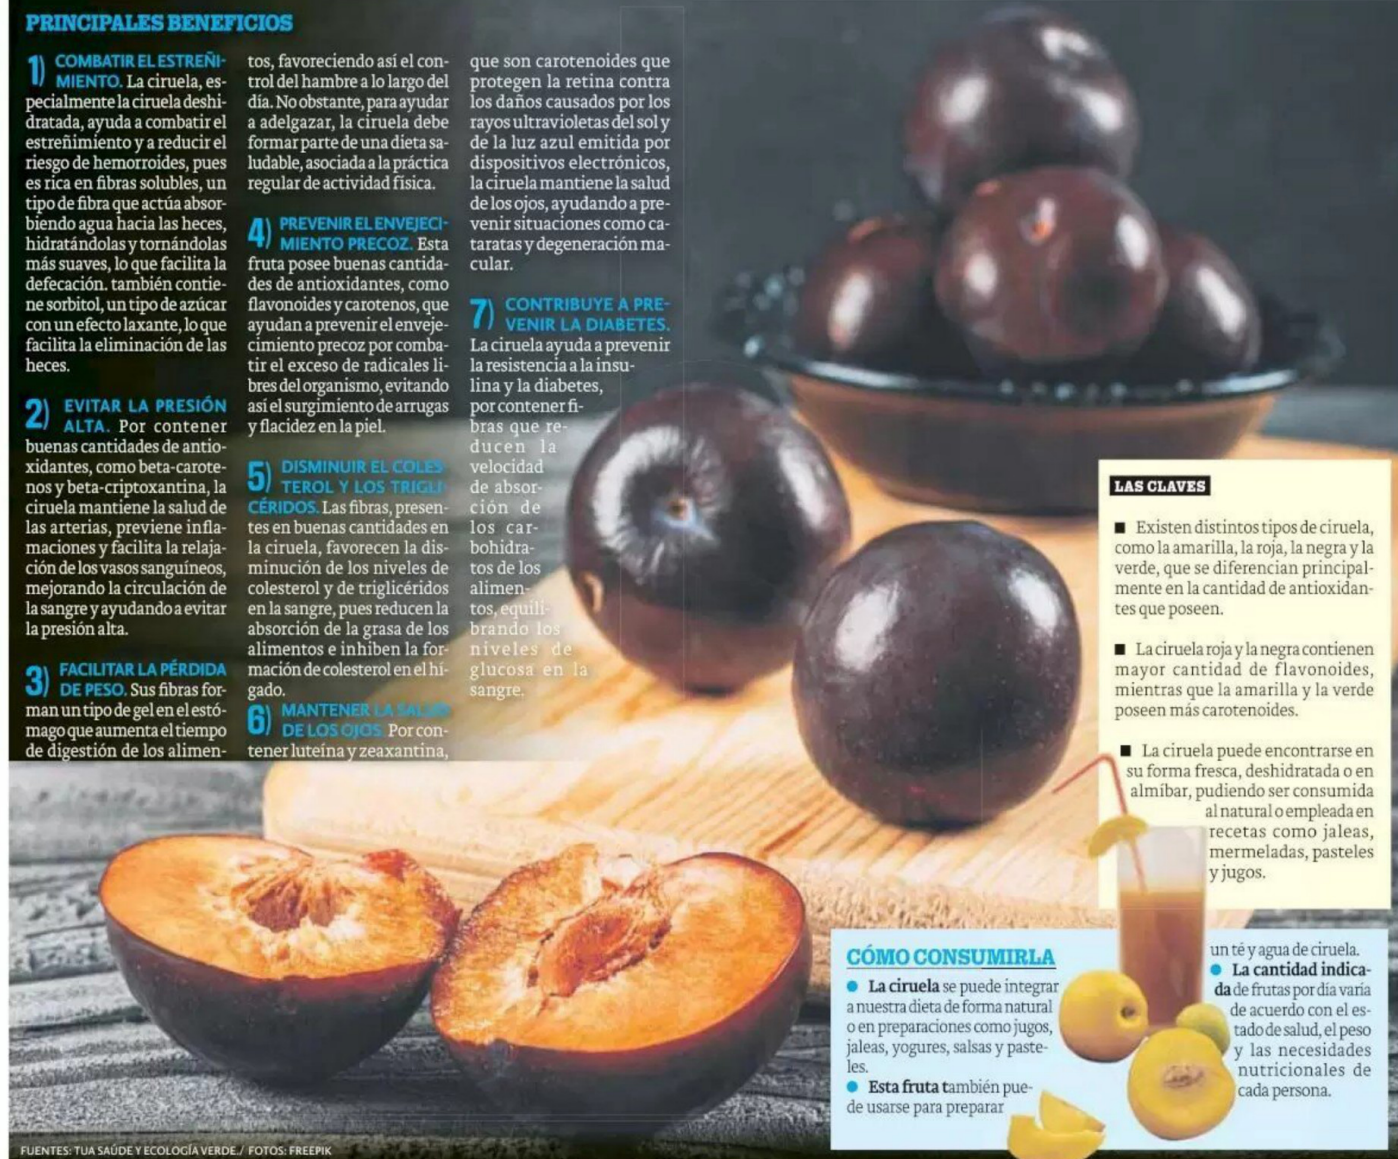 PRINCIPALES BENEFICIOS
1) COMBATIR EL ESTREÑI-
MIENTO. La ciruela, es-
pecialmente la ciruela deshi-
dratada, ayuda a combatir el
estreñimiento y a reducir el
riesgo de hemorroides, pues
es rica en fibras solubles, un
tipo de fibra que actúa absor-
biendo agua hacia las heces,
hidratándolas y tornándolas
más suaves, lo que facilita la
defecación. también contie-
ne sorbitol, un tipo de azúcar
con un efecto laxante, lo que
facilita la eliminación de las
heces.
2) EVITAR LA PRESIÓN
ALTA. Por contener
buenas cantidades de antio-
xidantes, como beta-carote-
nos y beta-criptoxantina, la
ciruela mantiene la salud de
las arterias, previene infla-
maciones y facilita la relaja-
ción de los vasos sanguíneos,
mejorando la circulación de
la sangre y ayudando a evitar
la presión alta.
3) FACILITAR LA PÉRDIDA
DE PESO. Sus fibras for-
man un tipo de gel en el estó-
mago que aumenta el tiempo
de digestión de los alimen-
tos, favoreciendo así el con-
trol del hambre a lo largo del
día. No obstante, para ayudar
a adelgazar, la ciruela debe
formar parte de una dieta sa-
ludable, asociada a la práctica
regular de actividad física.
4) PREVENIR EL ENVEJECI-
MIENTO PRECOZ. Esta
fruta posee buenas cantida-
des de antioxidantes, como
flavonoides y carotenos, que
ayudan a prevenir el enveje-
cimiento precoz por comba-
tir el exceso de radicales li-
bres del organismo, evitando
asi el surgimiento de arrugas
y flacidez en la piel.
5) DISMINUIR EL COLES-
TEROL Y LOS TRIGLI-
CÉRIDOS. Las fibras, presen-
tes en buenas cantidades en
la ciruela, favorecen la dis-
minución de los niveles de
colesterol y de triglicéridos
en la sangre, pues reducen la
absorción de la grasa de los
alimentos e inhiben la for-
mación de colesterol en el hí-
gado.
6) MANTENER LA SALUD
DE LOS OJOS. Por con-
tener luteína y zeaxantina,
que son carotenoides que
protegen la retina contra
los daños causados por los
rayos ultravioletas del sol y
de la luz azul emitida por
dispositivos electrónicos,
la ciruela mantiene la salud
de los ojos, ayudando a pre-
venir situaciones como ca-
taratas y degeneración ma-
cular.
7) CONTRIBUYE A PRE-
VENIR LA DIABETES.
La ciruela ayuda a prevenir
la resistencia a la insu-
lina y la diabetes,
por contener fi-
bras que re-
ducen la
velocidad
de absor-
ción de
los car-
bohidra-
tos de los
alimen-
tos, equili-
brando los
niveles de
glucosa en la
sangre.
LAS CLAVES
■ Existen distintos tipos de ciruela,
como la amarilla, la roja, la negra y la
verde, que se diferencian principal-
mente en la cantidad de antioxidan-
tes que poseen.
■ La ciruela roja y la negra contienen
mayor cantidad de flavonoides,
mientras que la amarilla y la verde
poseen más carotenoides.
■ La ciruela puede encontrarse en
su forma fresca, deshidratada o en
almíbar, pudiendo ser consumida
al natural o empleada en
recetas como jaleas,
mermeladas, pasteles
y jugos.
CÓMO CONSUMIRLA
● La ciruela se puede integrar
a nuestra dieta de forma natural
o en preparaciones como jugos,
jaleas, yogures, salsas y paste-
les.
● Esta fruta también pue-
de usarse para preparar
un té y agua de ciruela.
● La cantidad indica-
da de frutas por día varía
de acuerdo con el es-
tado de salud, el peso
y las necesidades
nutricionales de
cada persona.
FUENTES: TUA SAÚDE Y ECOLOGÍA VERDE./ FOTOS: FREEPIK